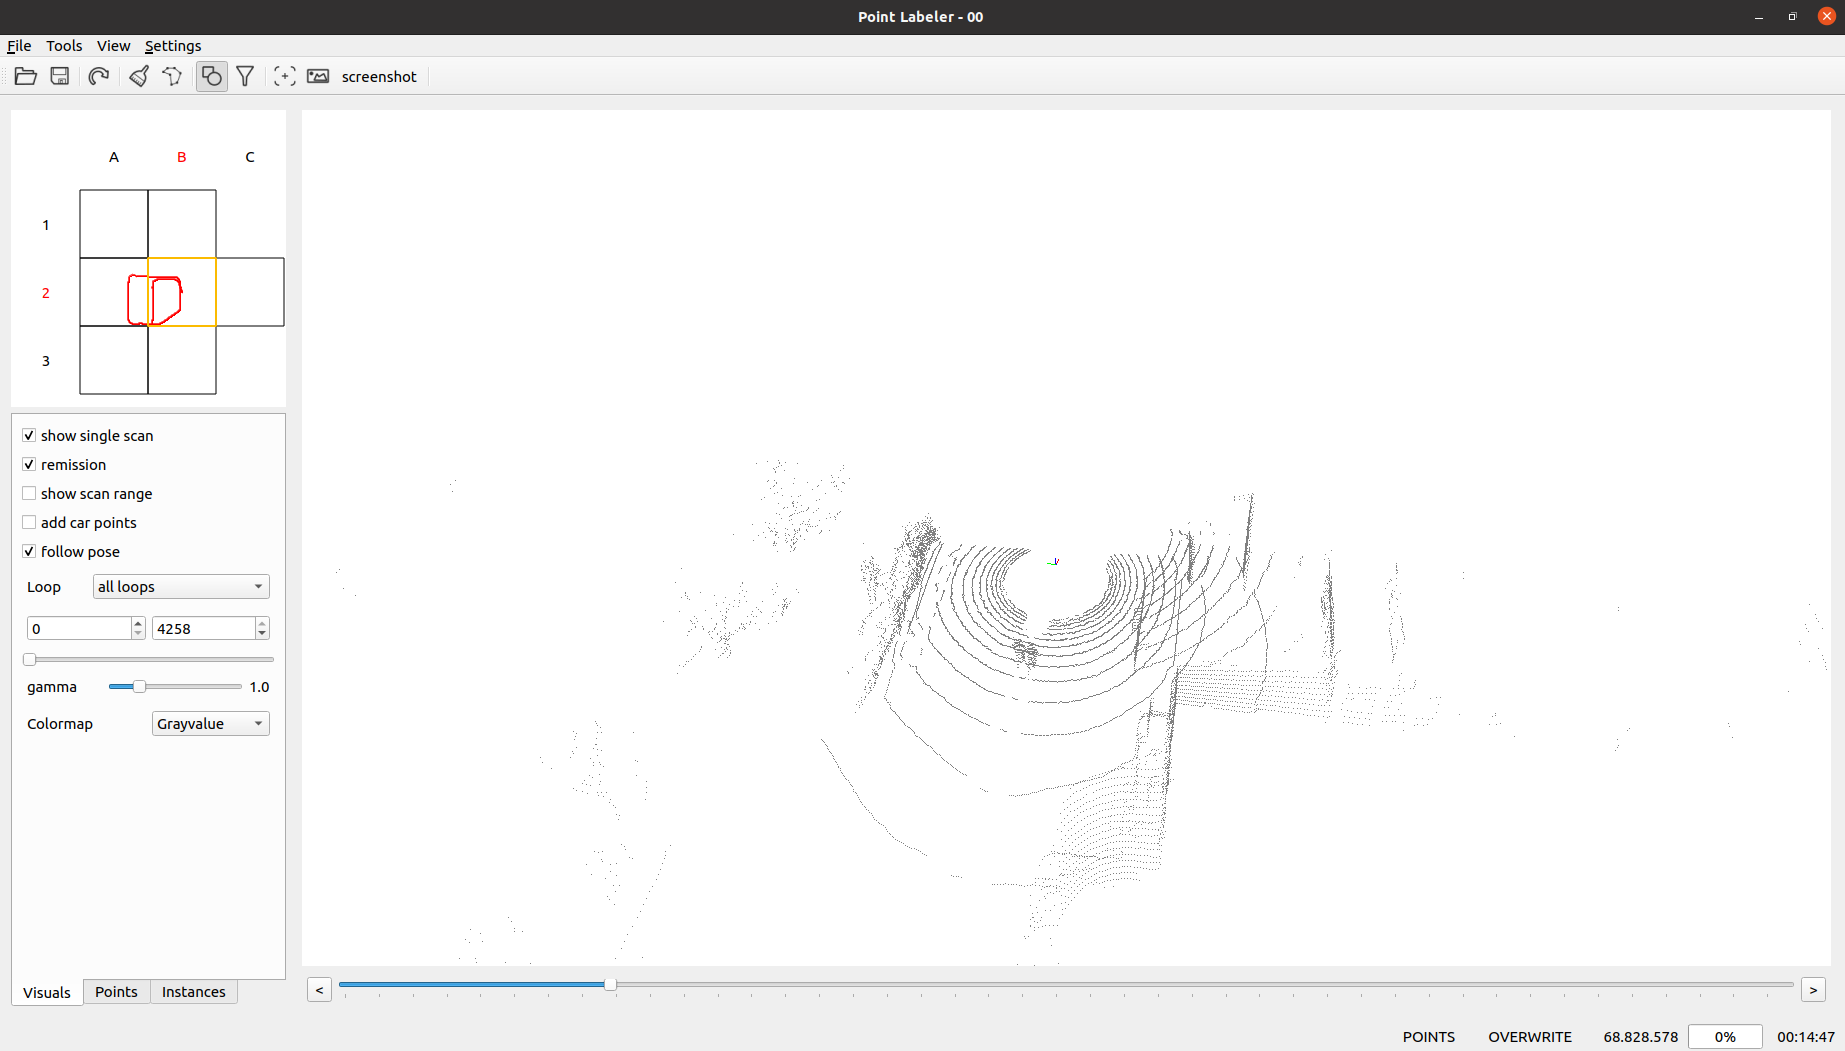 Point Labeler - 00
File Tools View Settings
screenshot
A B C
1
2
3
show single scan
remission
show scan range
add car points
follow pose
Loop all loops
0 4258
gamma 1.0
Colormap Grayvalue
Visuals Points Instances
< >
POINTS OVERWRITE 68.828.578 0% 00:14:47